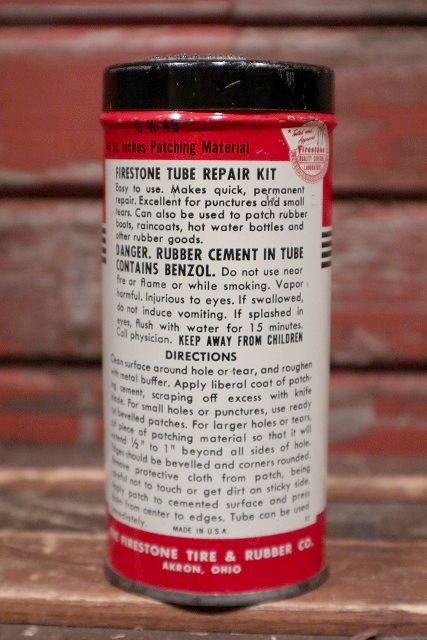 Sq. Inches Patching Material
* Tested and
Approved
Firestone
QUALITY CONTROL
LABORATORY
FIRESTONE TUBE REPAIR KIT
Easy to use. Makes quick, permanent
repair. Excellent for punctures and small
tears. Can also be used to patch rubber
boots, raincoats, hot water bottles and
other rubber goods.
DANGER. RUBBER CEMENT IN TUBE
CONTAINS BENZOL. Do not use near
fire or flame or while smoking. Vapor
harmful. Injurious to eyes. If swallowed,
do not induce vomiting. If splashed in
eyes, flush with water for 15 minutes.
Call physician. KEEP AWAY FROM CHILDREN
DIRECTIONS
Clean surface around hole or tear, and roughen
with metal buffer. Apply liberal coat of patch-
ing cement, scraping off excess with knife
blade. For small holes or punctures, use ready
cut bevelled patches. For larger holes or tears,
cut piece of patching material so that it will
extend ½" to 1" beyond all sides of hole.
Edges should be bevelled and corners rounded.
Remove protective cloth from patch, being
careful not to touch or get dirt on sticky side.
Apply patch to cemented surface and press
down from center to edges. Tube can be used
immediately.
MADE IN U.S.A.
THE FIRESTONE TIRE & RUBBER CO.
AKRON, OHIO